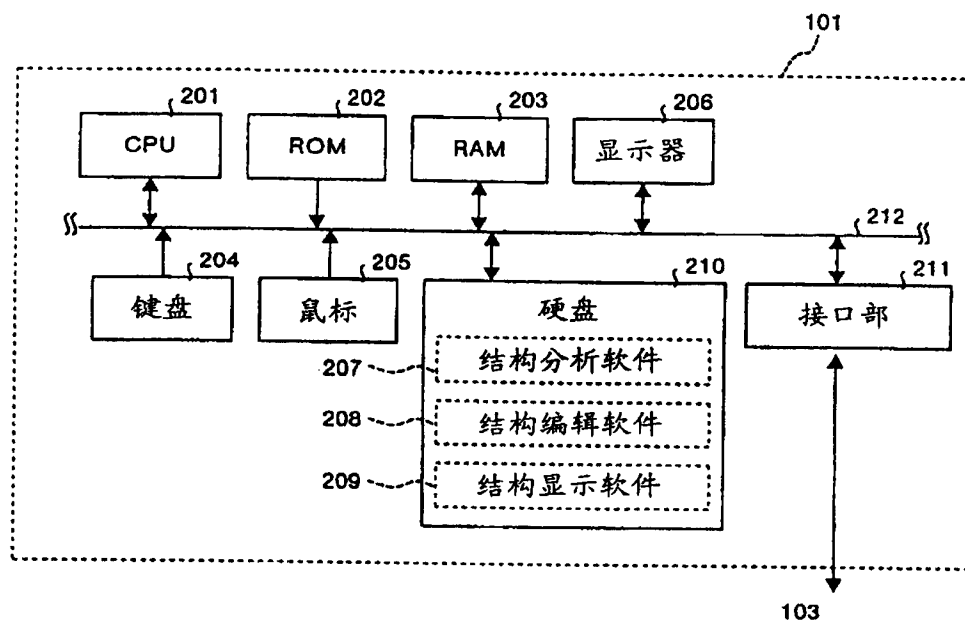 101
201
202
203
206
CPU
ROM
RAM
显示器
212
204
205
210
211
键盘
鼠标
硬盘
接口部
207
结构分析软件
208
结构编辑软件
209
结构显示软件
103